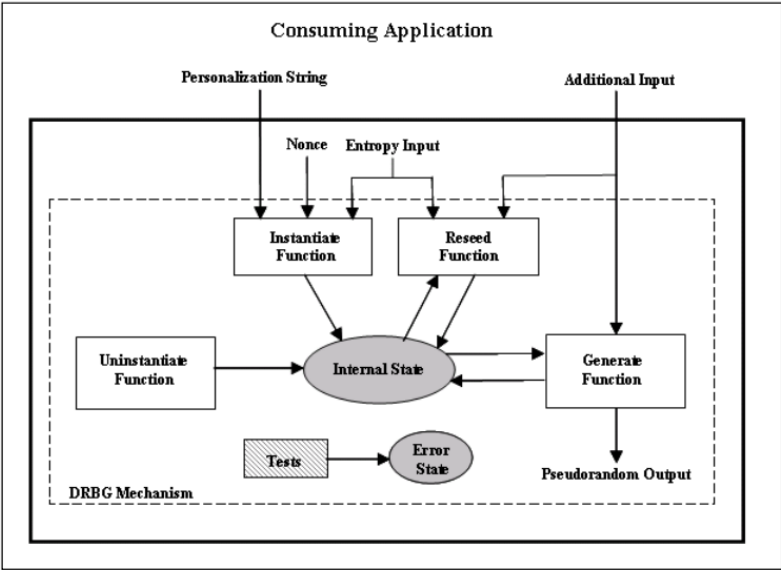 Consuming Application
Personalization String
Additional Input
Nonce
Entropy Input
Instantiate
Function
Reseed
Function
Uninstantiate
Function
Internal State
Generate
Function
Tests
Error
State
Pseudorandom Output
DRBG Mechanism